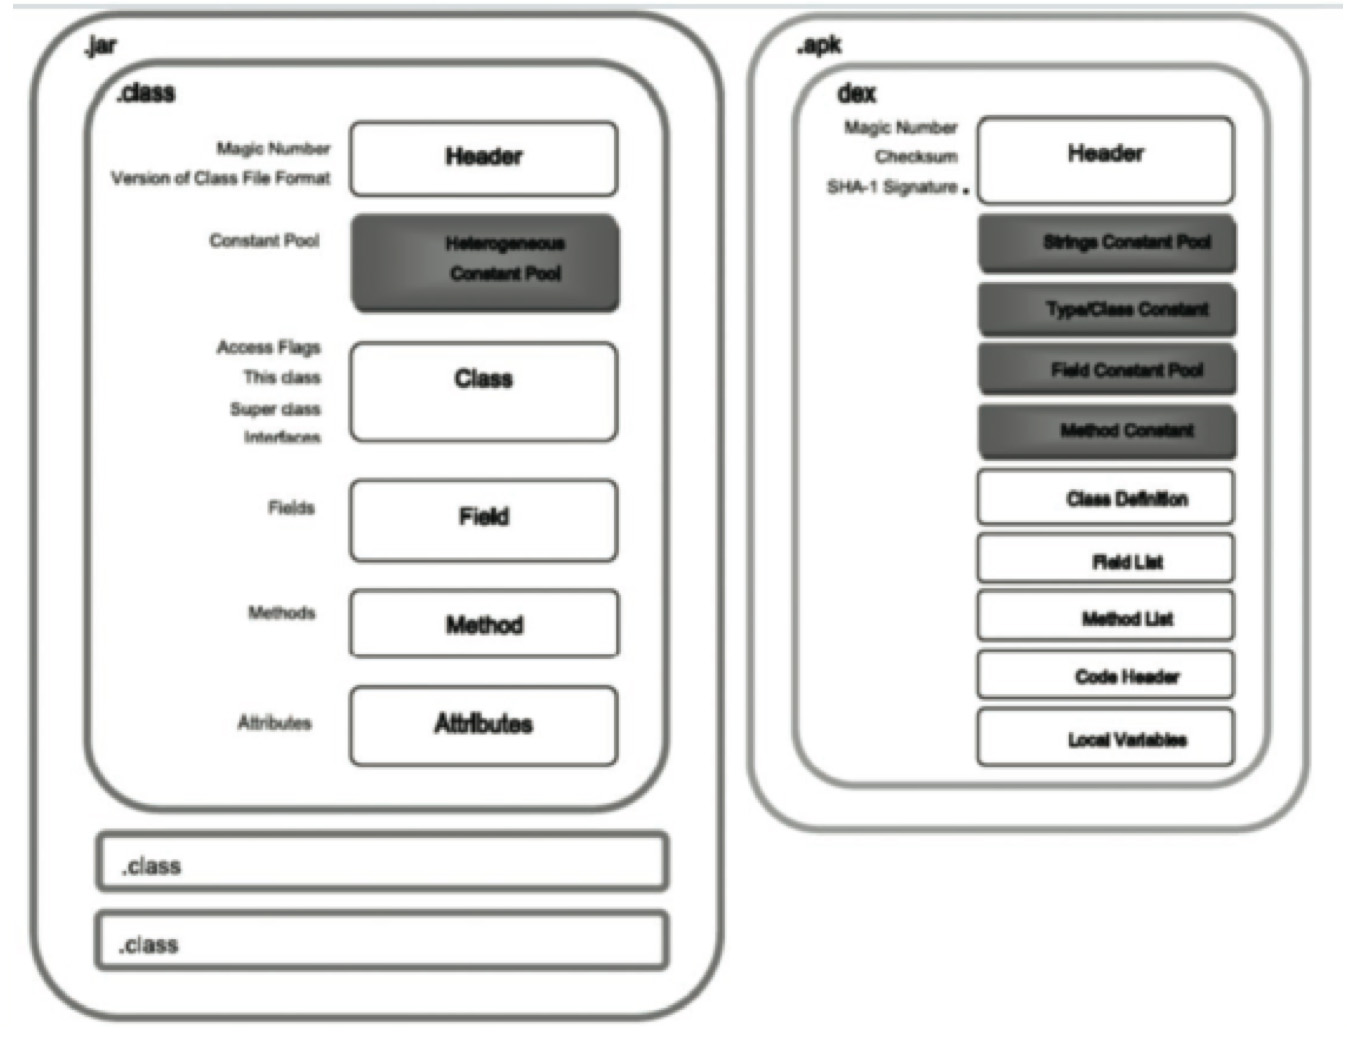 .jar
.class
Magic Number
Version of Class File Format
Header
Constant Pool
Heterogeneous
Constant Pool
Access Flags
This class
Super class
Interfaces
Class
Fields
Field
Methods
Method
Attributes
Attributes
.class
.class
.apk
dex
Magic Number
Checksum
SHA-1 Signature .
Header
Strings Constant Pool
Type/Class Constant
Field Constant Pool
Method Constant
Class Definition
Field List
Method List
Code Header
Local Variables